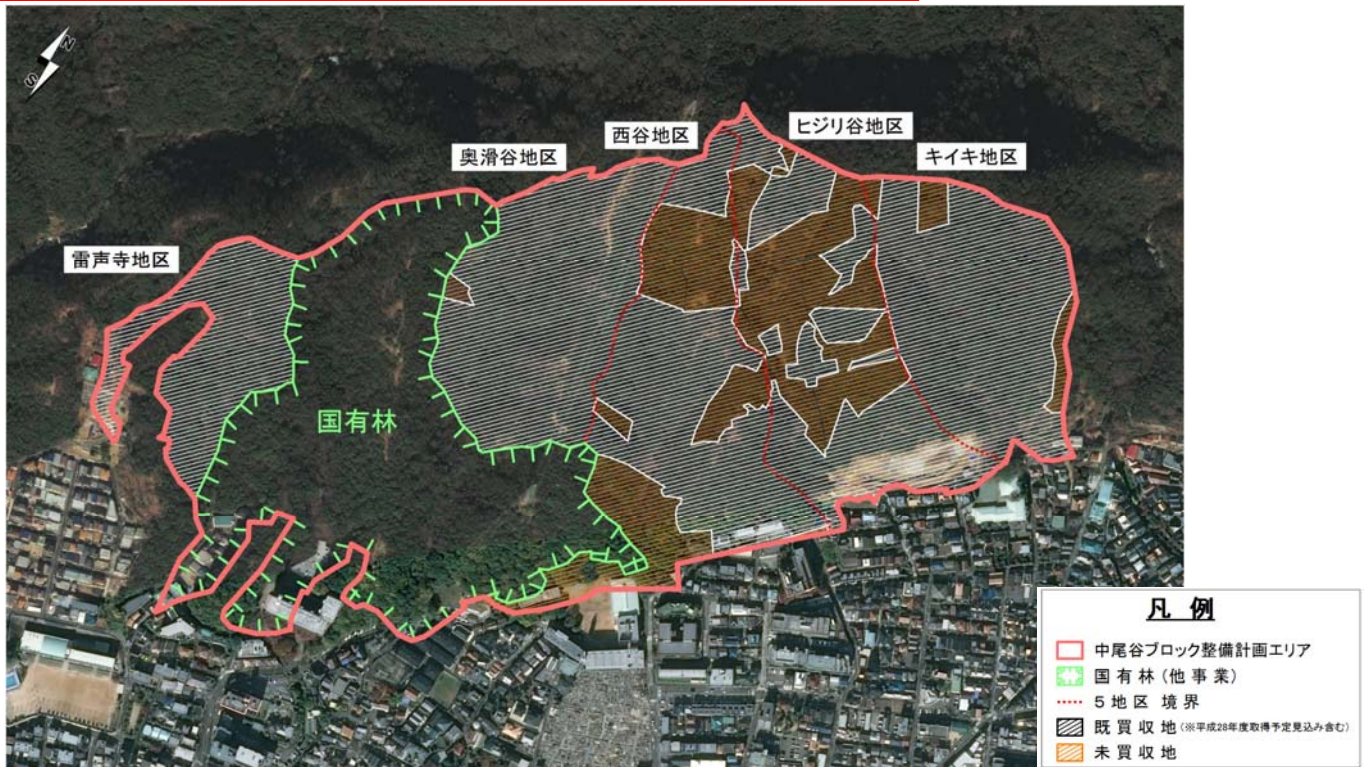 N
S
西谷地区
ヒジリ谷地区
奥滑谷地区
キイキ地区
雷声寺地区
国有林
凡 例
中尾谷ブロック整備計画エリア
国 有 林 (他 事 業)
5 地 区 境 界
既 買 収 地 (※平成28年度取得予定見込み含む)
未 買 収 地